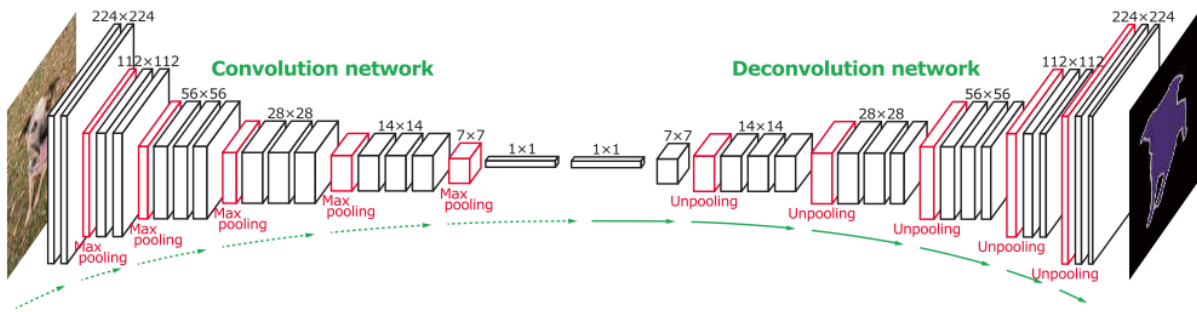 224×224
112×112
56×56
28×28
14×14
7×7
1×1
1×1
7×7
14×14
28×28
56×56
112×112
224×224
Convolution network
Deconvolution network
Max
pooling
Max
pooling
Max
pooling
Max
pooling
Max
pooling
Unpooling
Unpooling
Unpooling
Unpooling
Unpooling